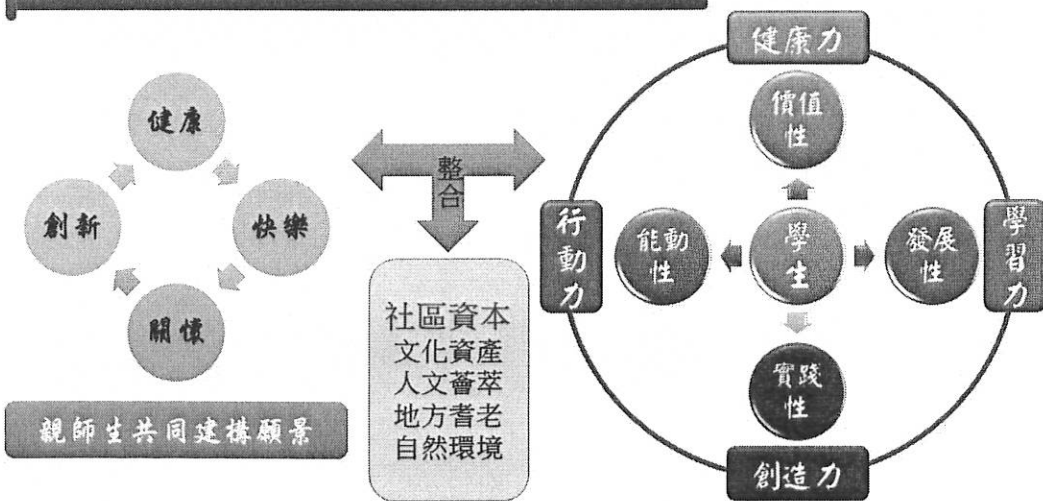 健康
快樂
關懷
創新
親師生共同建構願景
整
合
社區資本
文化資產
人文薈萃
地方耆老
自然環境
健康力
價值
性
行
動
力
能動
性
學
生
發展
性
學
習
力
實踐
性
創造力